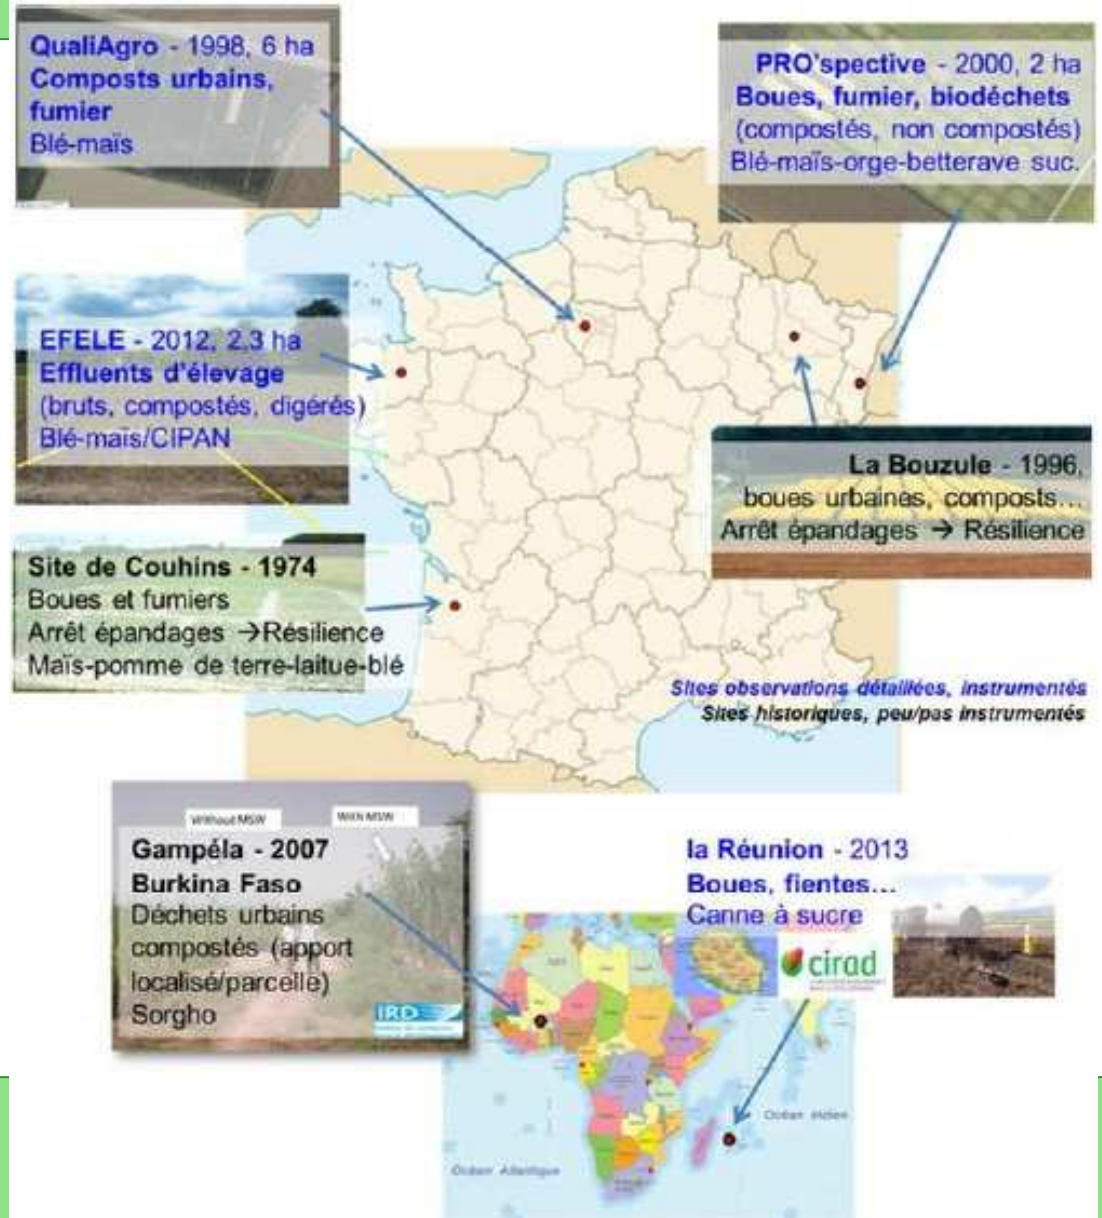 QualiAgro - 1998, 6 ha
Composts urbains,
fumier
Blé-maïs
PRO'spective - 2000, 2 ha
Boues, fumier, biodéchets
(compostés, non compostés)
Blé-maïs-orge-betterave suc.
EFELE - 2012, 2,3 ha
Effluents d'élevage
(bruts, compostés, digérés)
Blé-maïs/CIPAN
La Bouzule - 1996,
boues urbaines, composts...
Arrêt épandages → Résilience
Site de Couhins - 1974
Boues et fumiers
Arrêt épandages →Résilience
Maïs-pomme de terre-laitue-blé
Sites observations détaillées, instrumentés
Sites historiques, peu/pas instrumentés
Without MSW
With MSW
Gampéla - 2007
Burkina Faso
Déchets urbains
compostés (apport
localisé/parcelle)
Sorgho
IRD
la Réunion - 2013
Boues, fientes...
Canne à sucre
cirad
Océan Indien
Océan Atlantique